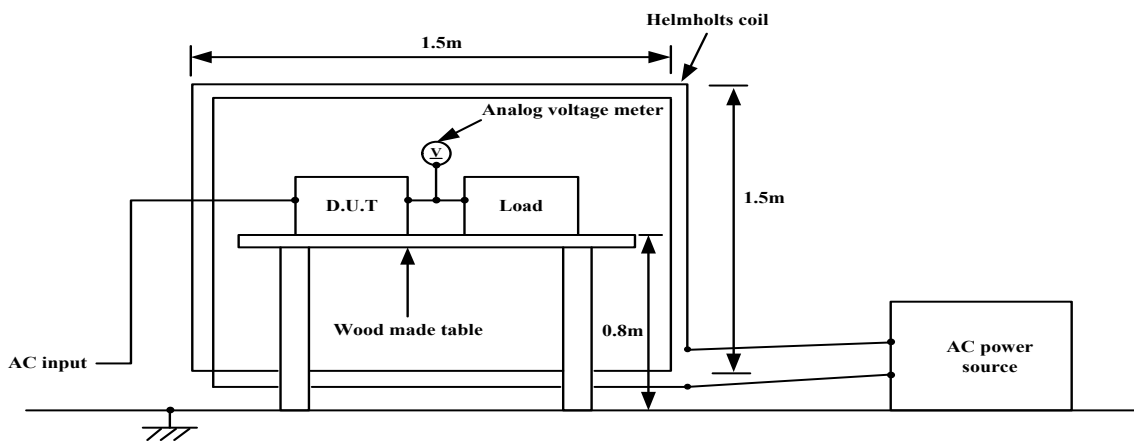 Helmholts coil
1.5m
Analog voltage meter
V
1.5m
D.U.T
Load
Wood made table
0.8m
AC input
AC power
source